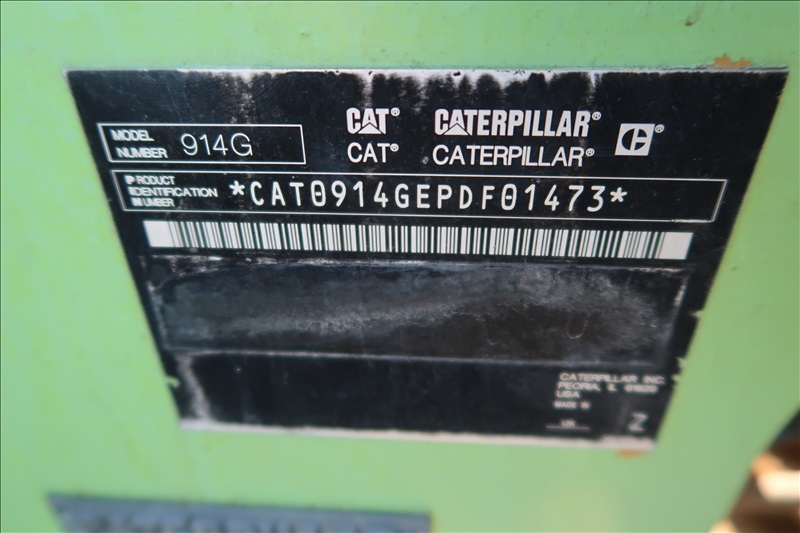 CAT® CATERPILLAR®
CAT® CATERPILLAR®
MODEL NUMBER 914G
PRODUCT IDENTIFICATION NUMBER *CAT0914GEPDF01473*
CATERPILLAR INC.
PEORIA, IL 61629
USA
MADE IN
Z